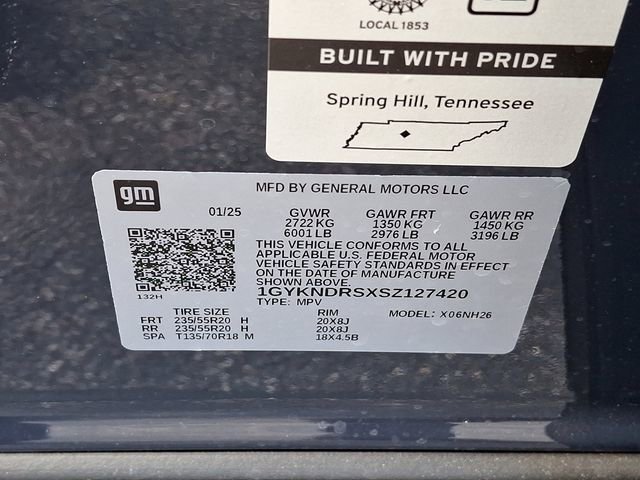 LOCAL 1853
BUILT WITH PRIDE
Spring Hill, Tennessee
gm
MFD BY GENERAL MOTORS LLC
01/25 GVWR GAWR FRT GAWR RR
2722 KG 1350 KG 1450 KG
6001 LB 2976 LB 3196 LB
THIS VEHICLE CONFORMS TO ALL
APPLICABLE U.S. FEDERAL MOTOR
VEHICLE SAFETY STANDARDS IN EFFECT
ON THE DATE OF MANUFACTURE
SHOWN ABOVE.
132H 1GYKNDRSXSZ127420
TYPE: MPV
TIRE SIZE RIM MODEL: X06NH26
FRT 235/55R20 H 20X8J
RR 235/55R20 H 20X8J
SPA T135/70R18 M 18X4.5B